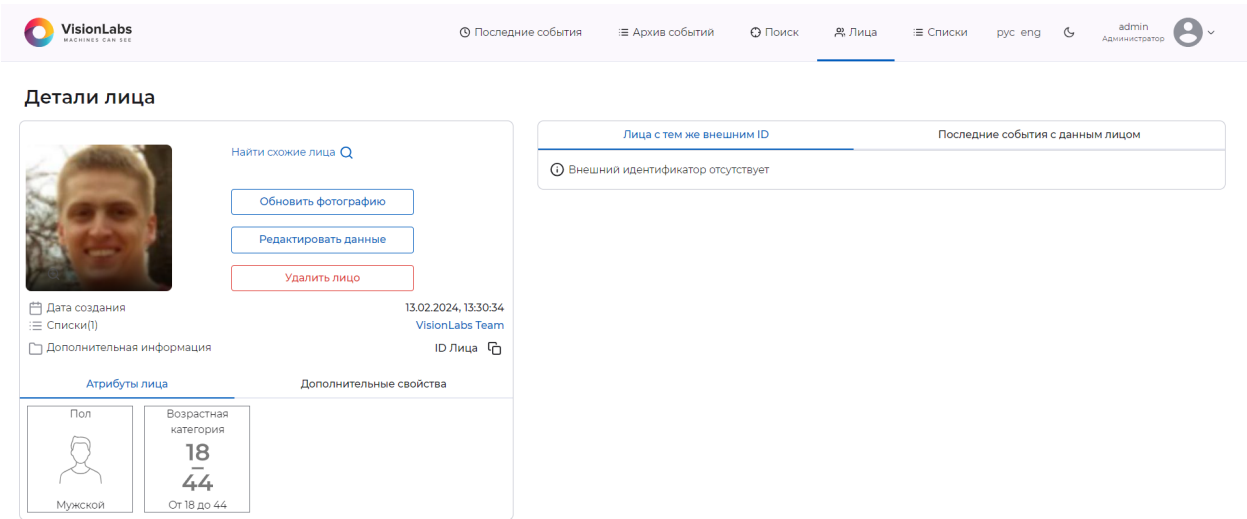 VisionLabs
MACHINES CAN SEE
Последние события
Архив событий
Поиск
Лица
Списки
рус eng
admin
Администратор
Детали лица
Найти схожие лица
Обновить фотографию
Редактировать данные
Удалить лицо
Дата создания 13.02.2024, 13:30:34
Списки(1) VisionLabs Team
Дополнительная информация ID Лица
Атрибуты лица Дополнительные свойства
Пол
Мужской
Возрастная
категория
18
44
От 18 до 44
Лица с тем же внешним ID Последние события с данным лицом
Внешний идентификатор отсутствует